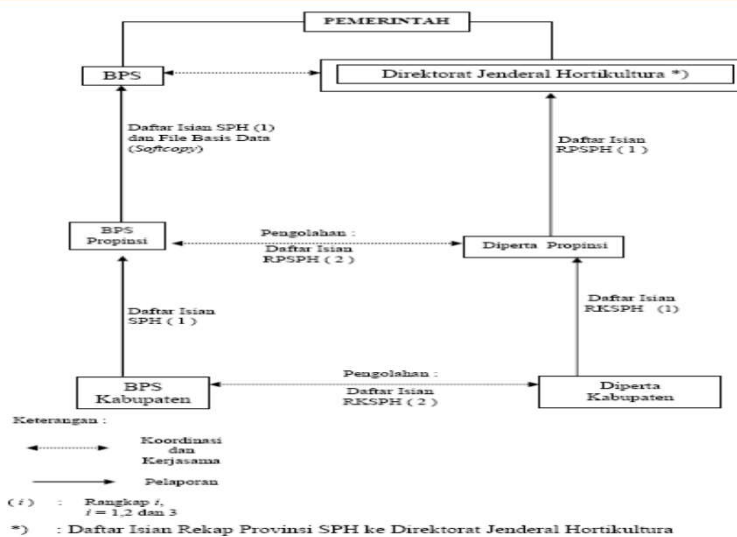 PEMERINTAH
BPS
Direktorat Jenderal Hortikultura *)
Daftar Isian SPH (1)
dan File Basis Data
(Softcopy)
Daftar Isian
RPSPH ( 1 )
BPS
Propinsi
Pengolahan :
Daftar Isian
RPSPH ( 2 )
Diperta Propinsi
Daftar Isian
SPH ( 1 )
Daftar Isian
RKSPH (1)
BPS
Kabupaten
Pengolahan :
Daftar Isian
RKSPH ( 2 )
Diperta
Kabupaten
Keterangan :
Koordinasi
dan
Kerjasama
Pelaporan
( i ) : Rangkap i,
i = 1,2 dan 3
*) : Daftar Isian Rekap Provinsi SPH ke Direktorat Jenderal Hortikultura